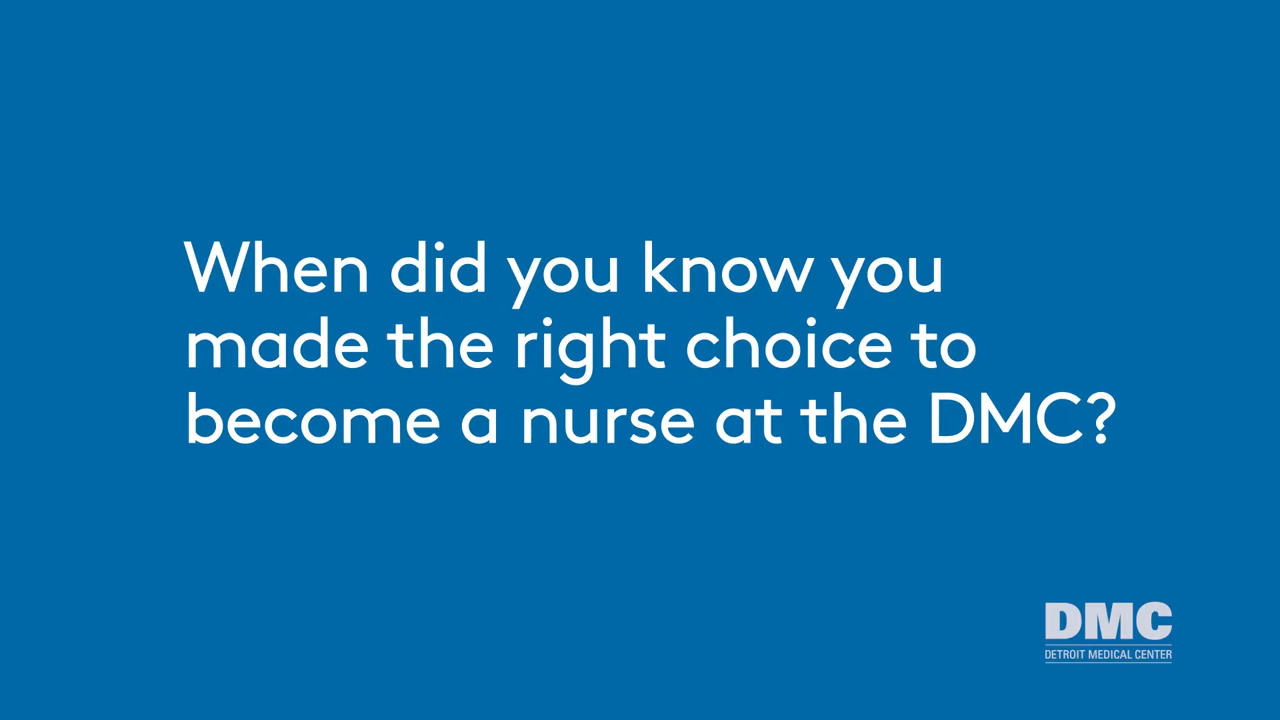 When did you know you
made the right choice to
become a nurse at the DMC?
DMC
DETROIT MEDICAL CENTER